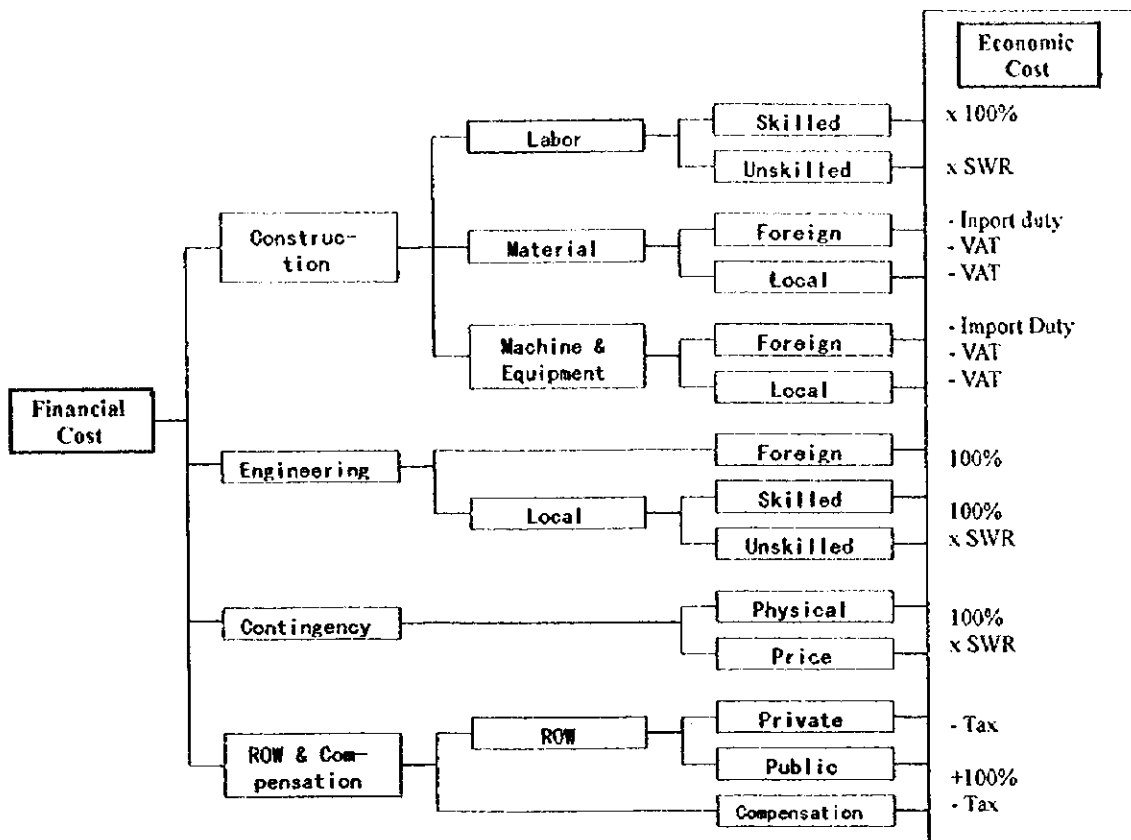 Economic
Cost
Labor
Skilled
x 100%
Unskilled
x SWR
Construc-
tion
Material
Foreign
- Inport duty
- VAT
Local
- VAT
Machine &
Equipment
Foreign
- Import Duty
- VAT
Local
- VAT
Financial
Cost
Engineering
Foreign
100%
Local
Skilled
100%
Unskilled
x SWR
Contingency
Physical
100%
Price
x SWR
ROW & Com-
pensation
ROW
Private
- Tax
Public
+100%
Compensation
- Tax